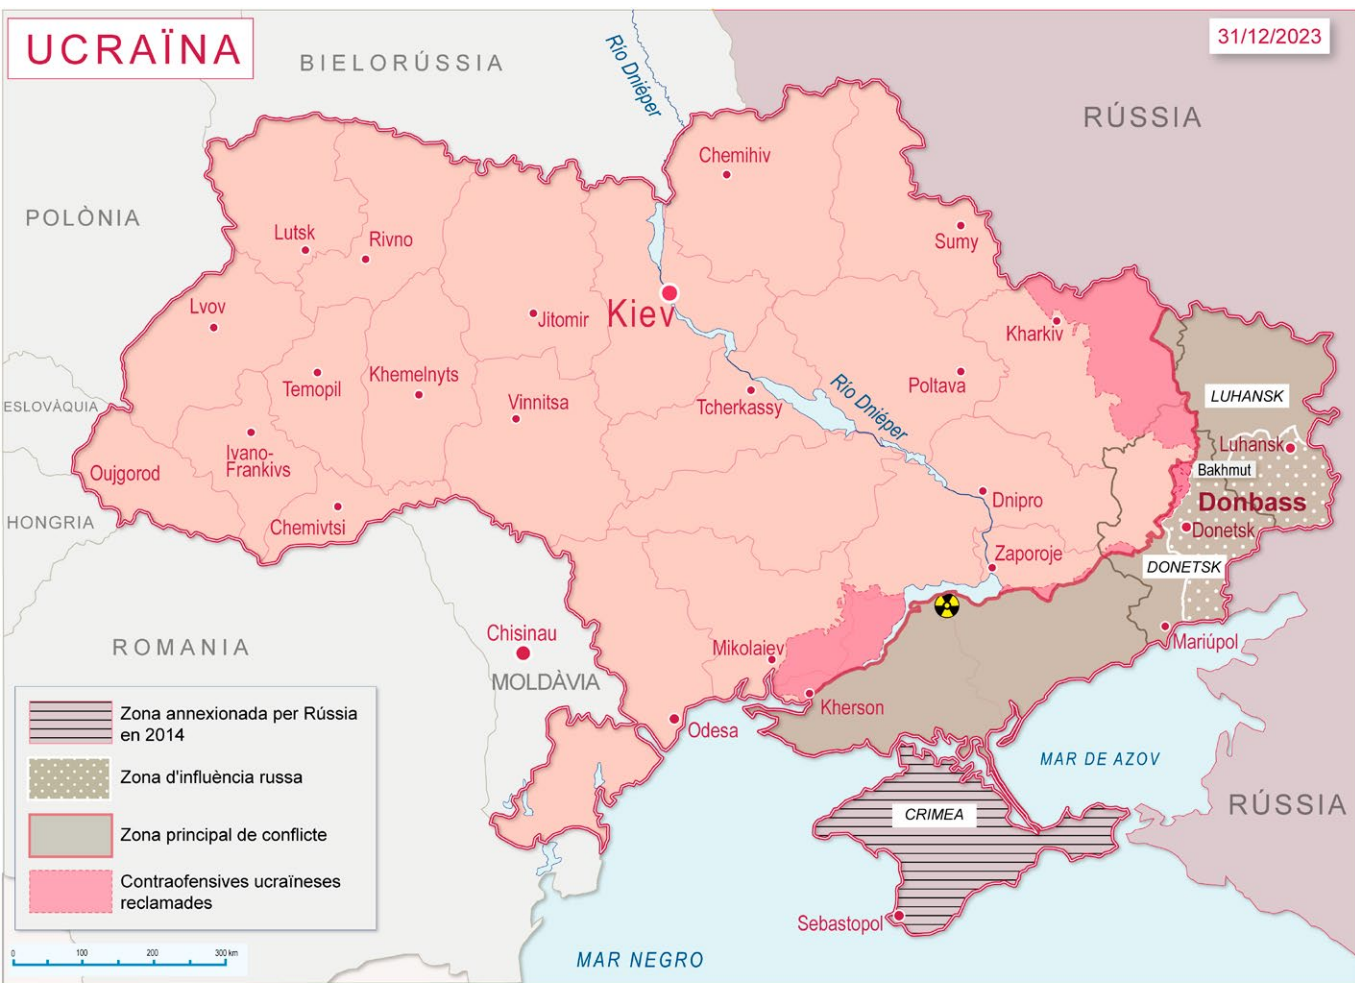 UCRAÏNA
31/12/2023
BIELORÚSSIA
Río Dniéper
RÚSSIA
Chemihiv
POLÒNIA
Lutsk
Rivno
Sumy
Lvov
Jitomir
Kiev
Kharkiv
Temopil
Khemelnyts
Vinnitsa
Tcherkassy
Río Dniéper
Poltava
LUHANSK
ESLOVÀQUIA
Ivano-
Frankivs
Oujgorod
Luhansk
Bakhmut
Donbass
HONGRIA
Chemivtsi
Dnipro
Donetsk
Zaporoje
DONETSK
ROMANIA
Chisinau
MOLDÀVIA
Mikolaiev
Mariúpol
Kherson
Odesa
MAR DE AZOV
RÚSSIA
CRIMEA
Sebastopol
MAR NEGRO
Zona annexionada per Rússia
en 2014
Zona d'influència russa
Zona principal de conflicte
Contraofensives ucraïneses
reclamades
0 100 200 300 km